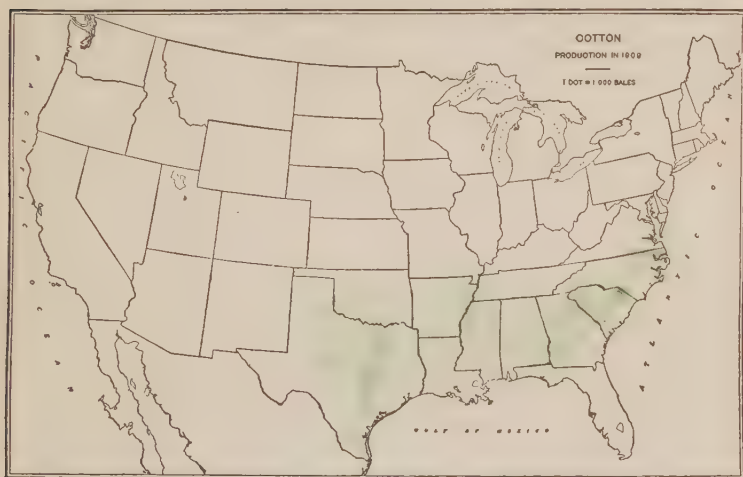 COTTON
PRODUCTION IN 1909
1 DOT = 1 000 BALES
PACIFIC OCEAN
ATLANTIC OCEAN
GULF OF MEXICO